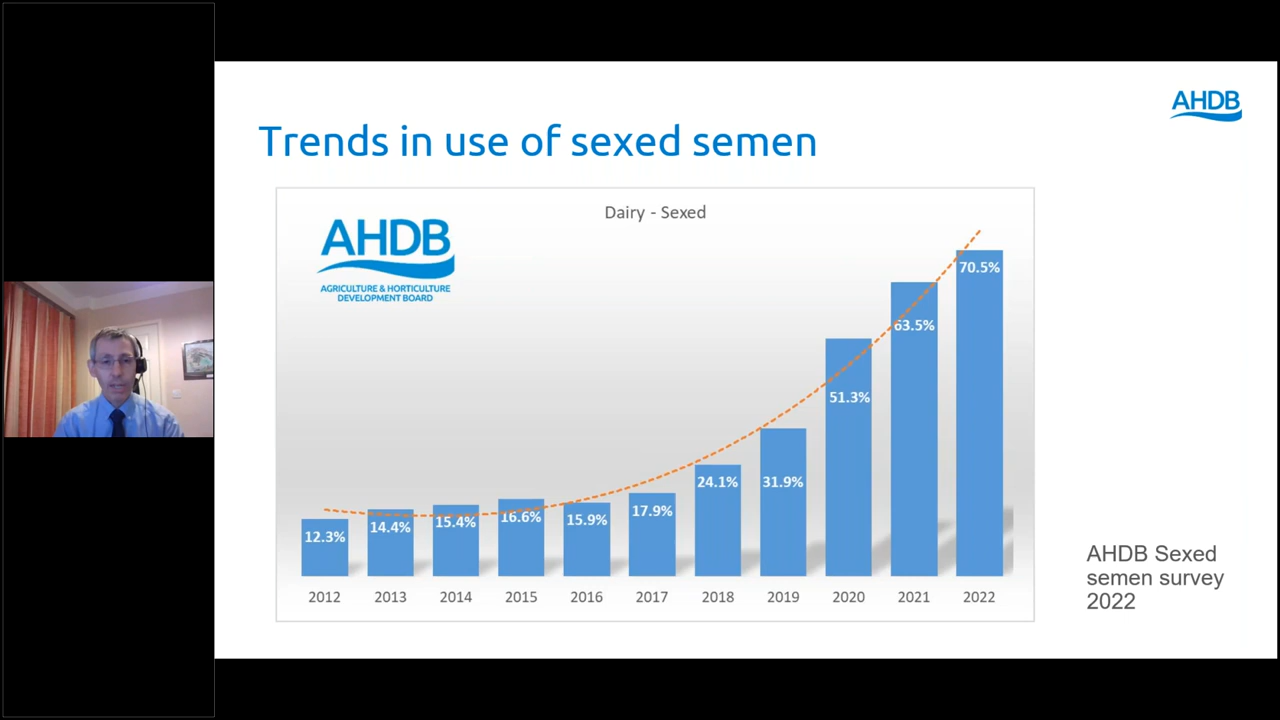 AHDB
Trends in use of sexed semen
Dairy - Sexed
AHDB
AGRICULTURE & HORTICULTURE
DEVELOPMENT BOARD
12.3%
14.4%
15.4%
16.6%
15.9%
17.9%
24.1%
31.9%
51.3%
63.5%
70.5%
2012
2013
2014
2015
2016
2017
2018
2019
2020
2021
2022
AHDB Sexed
semen survey
2022